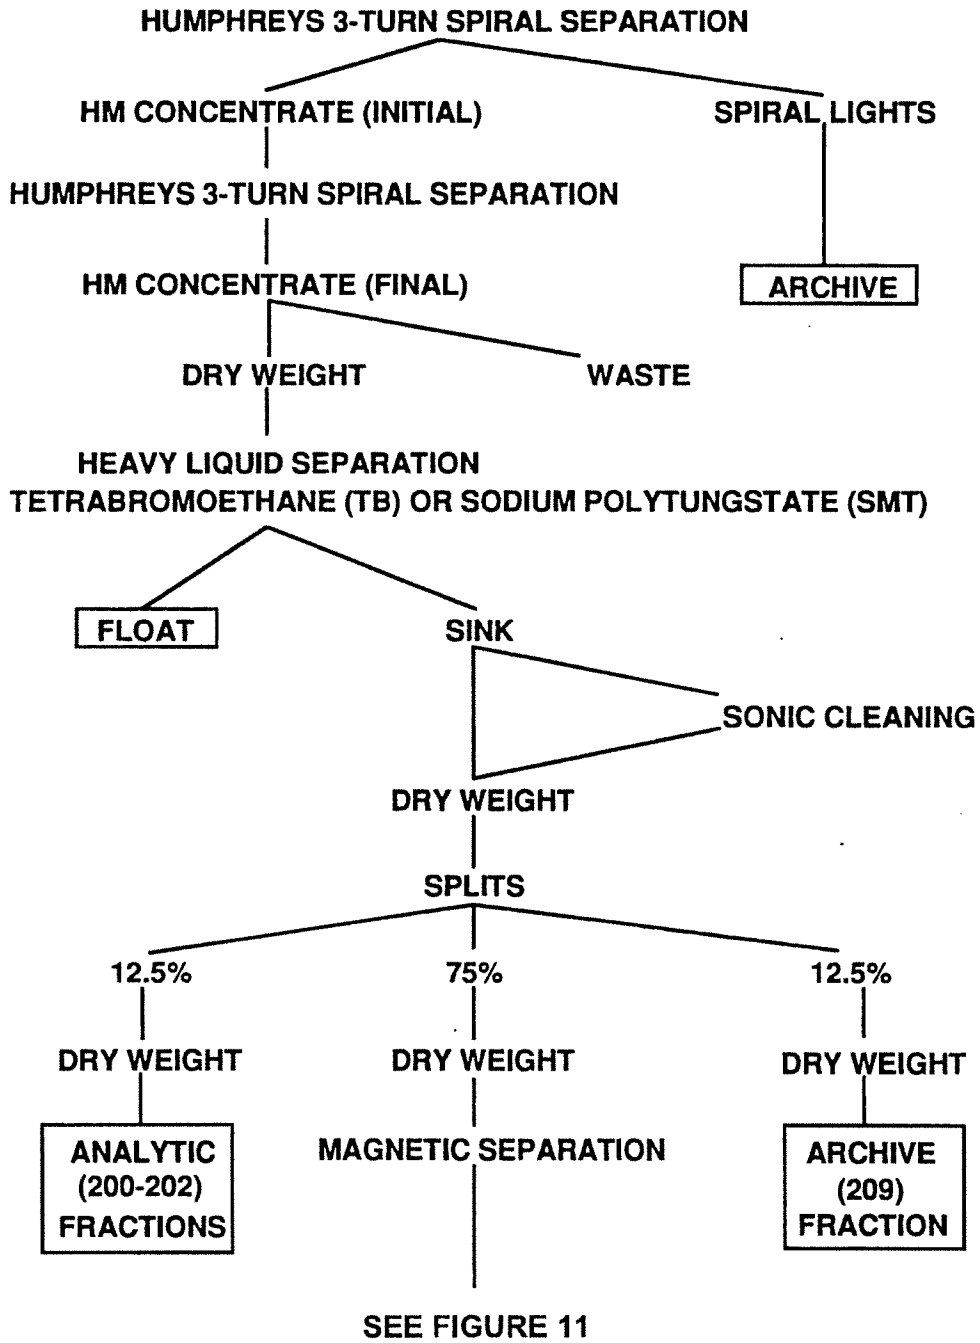 HUMPHREYS 3-TURN SPIRAL SEPARATION
HM CONCENTRATE (INITIAL)
SPIRAL LIGHTS
HUMPHREYS 3-TURN SPIRAL SEPARATION
HM CONCENTRATE (FINAL)
ARCHIVE
DRY WEIGHT
WASTE
HEAVY LIQUID SEPARATION
TETRABROMOETHANE (TB) OR SODIUM POLYTUNGSTATE (SMT)
FLOAT
SINK
SONIC CLEANING
DRY WEIGHT
SPLITS
12.5%
75%
12.5%
DRY WEIGHT
DRY WEIGHT
DRY WEIGHT
ANALYTIC
(200-202)
FRACTIONS
MAGNETIC SEPARATION
ARCHIVE
(209)
FRACTION
SEE FIGURE 11